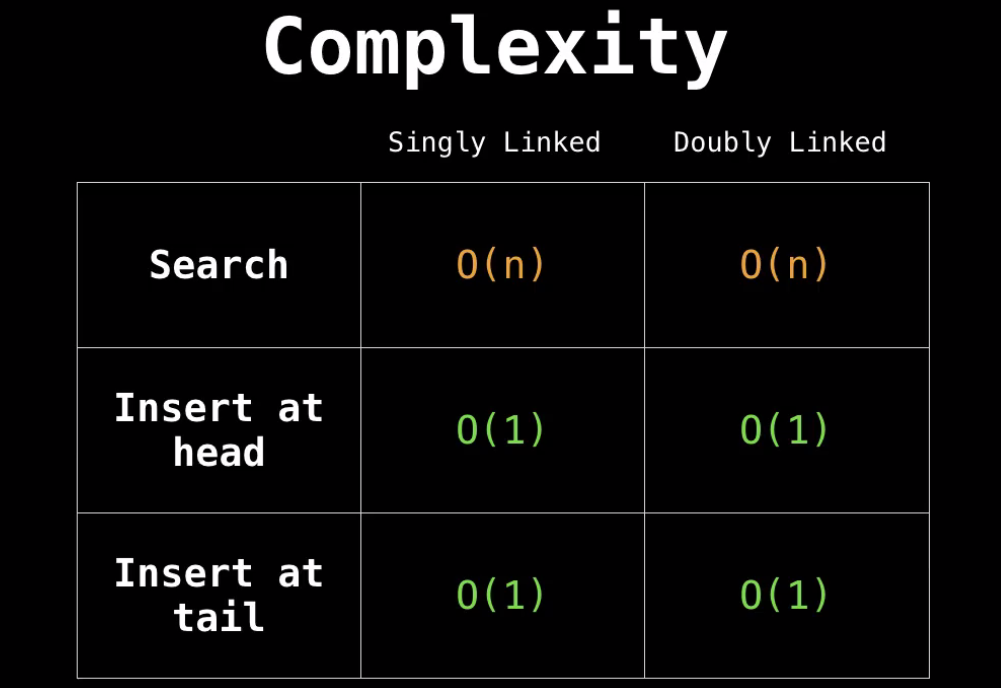 Complexity
Singly Linked
Doubly Linked
Search
O(n)
O(n)
Insert at
head
O(1)
O(1)
Insert at
tail
O(1)
O(1)